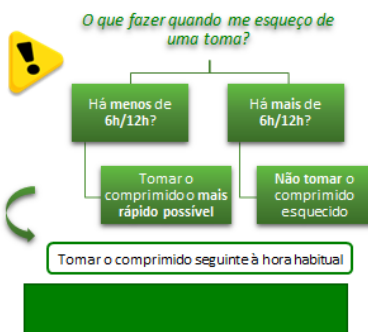 O que fazer quando me esqueço de
uma toma?
Há menos de
6h/12h?
Há mais de
6h/12h?
Tomar o
comprimido o mais
rápido possível
Não tomar o
comprimido
esquecido
Tomar o comprimido seguinte à hora habitual